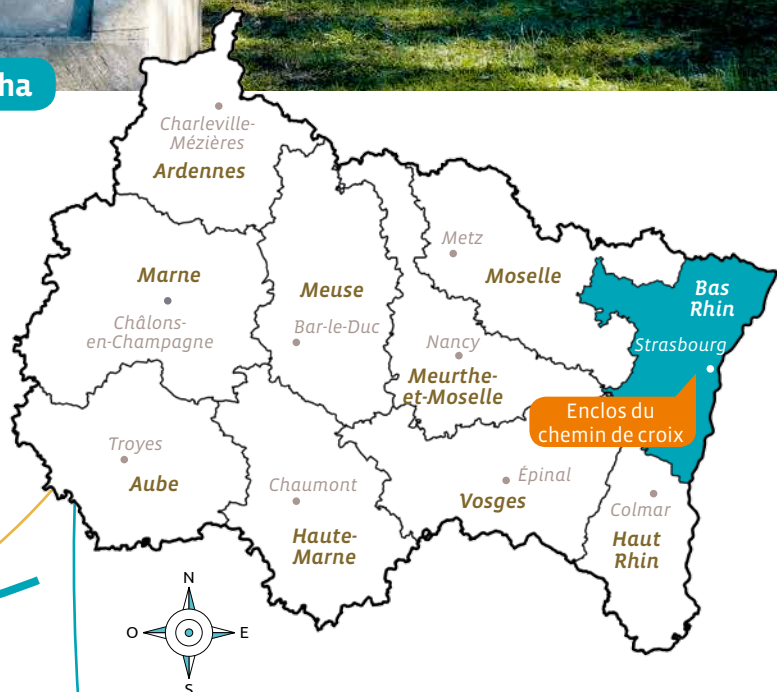 ha
Charleville-
Mézières
Ardennes
Metz
Moselle
Marne
Meuse
Bas
Rhin
Châlons-
en-Champagne
Bar-le-Duc
Nancy
Strasbourg
Meurthe-
et-Moselle
Enclos du
chemin de croix
Troyes
Aube
Chaumont
Épinal
Vosges
Colmar
Haute-
Marne
Haut
Rhin
N
O
E
S